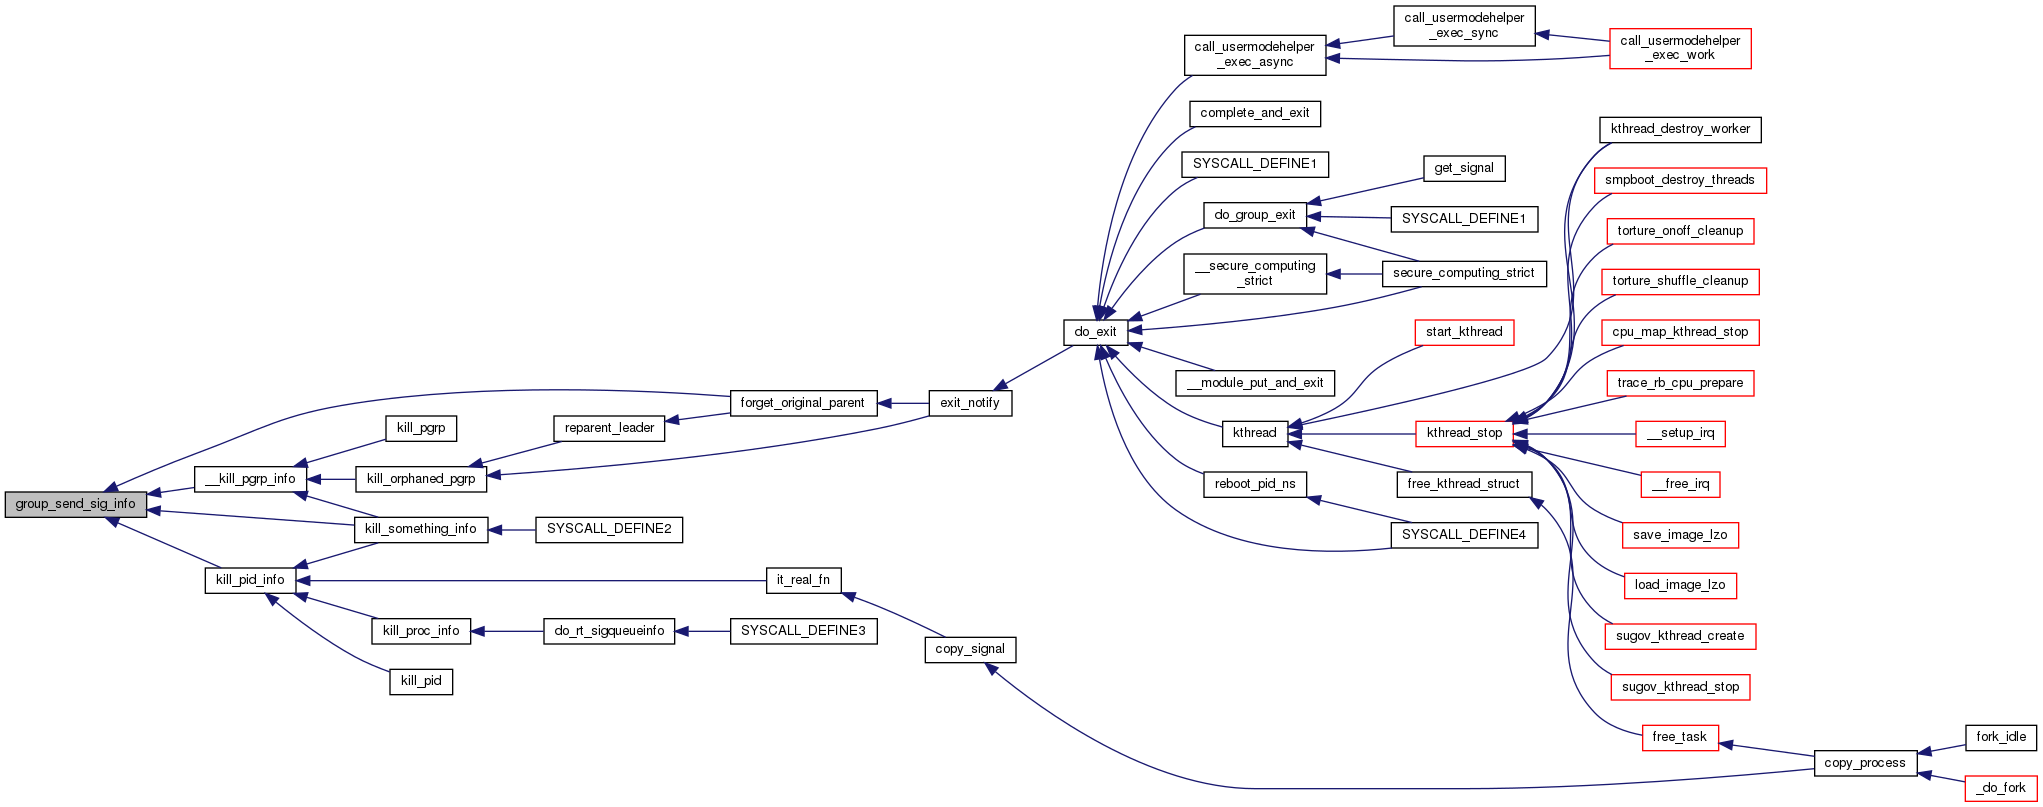 call_usermodehelper
_exec_sync
call_usermodehelper
_exec_async
call_usermodehelper
_exec_work
complete_and_exit
kthread_destroy_worker
SYSCALL_DEFINE1
get_signal
smpboot_destroy_threads
do_group_exit
SYSCALL_DEFINE1
torture_onoff_cleanup
__secure_computing
_strict
secure_computing_strict
torture_shuffle_cleanup
do_exit
start_kthread
cpu_map_kthread_stop
__module_put_and_exit
trace_rb_cpu_prepare
forget_original_parent
exit_notify
kill_pgrp
reparent_leader
kthread
kthread_stop
__setup_irq
__kill_pgrp_info
kill_orphaned_pgrp
reboot_pid_ns
free_kthread_struct
__free_irq
group_send_sig_info
kill_something_info
SYSCALL_DEFINE2
SYSCALL_DEFINE4
save_image_lzo
kill_pid_info
it_real_fn
load_image_lzo
kill_proc_info
do_rt_sigqueueinfo
SYSCALL_DEFINE3
copy_signal
sugov_kthread_create
kill_pid
sugov_kthread_stop
free_task
fork_idle
copy_process
_do_fork